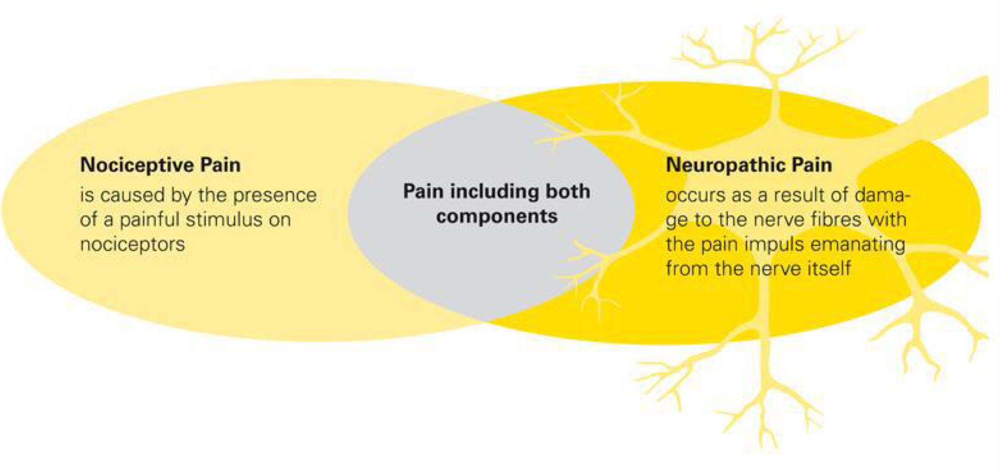 Nociceptive Pain
is caused by the presence
of a painful stimulus on
nociceptors
Pain including both
components
Neuropathic Pain
occurs as a result of dama-
ge to the nerve fibres with
the pain impuls emanating
from the nerve itself